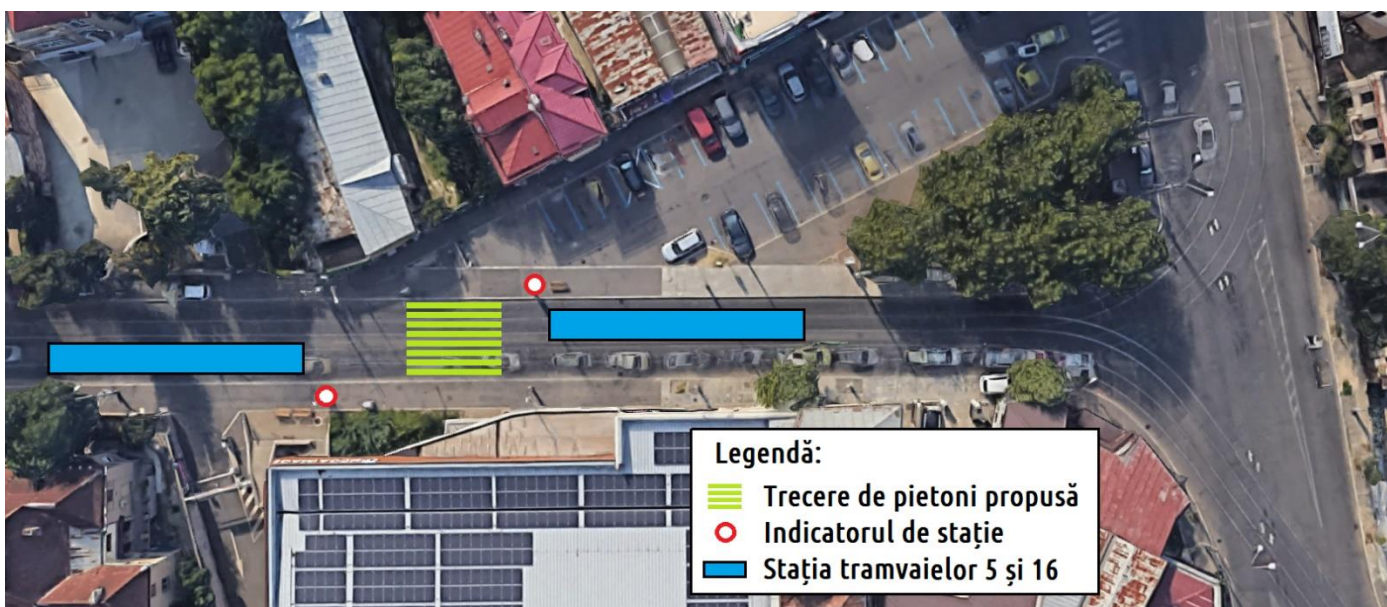 Legendă:
Trecere de pietoni propusă
Indicatorul de stație
Stația tramvaielor 5 și 16